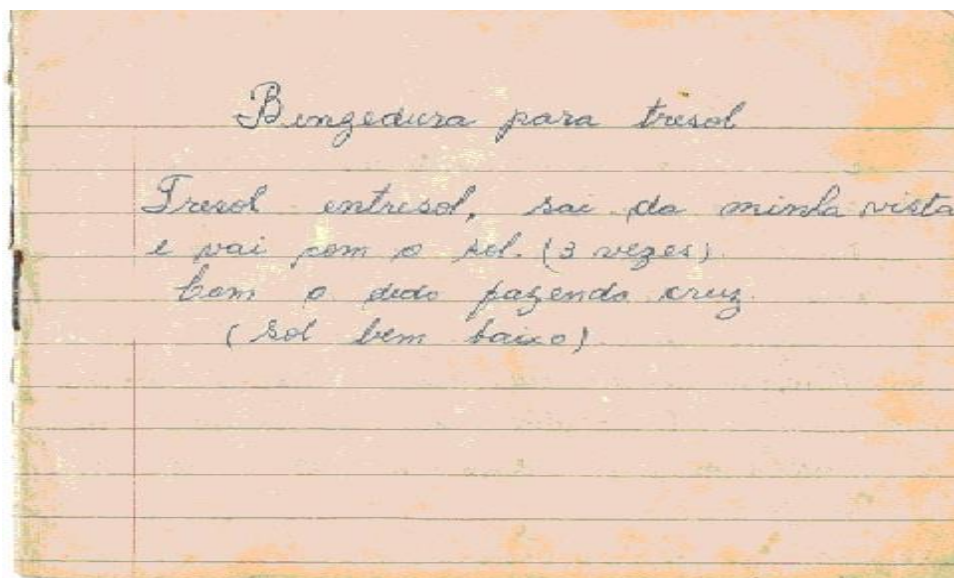 Bingedura para tresol
Tresol entresol, sai da minha vista
e vai com o sol. (3 vezes)
Com o dedo fazendo cruz
(sol bem baixo)